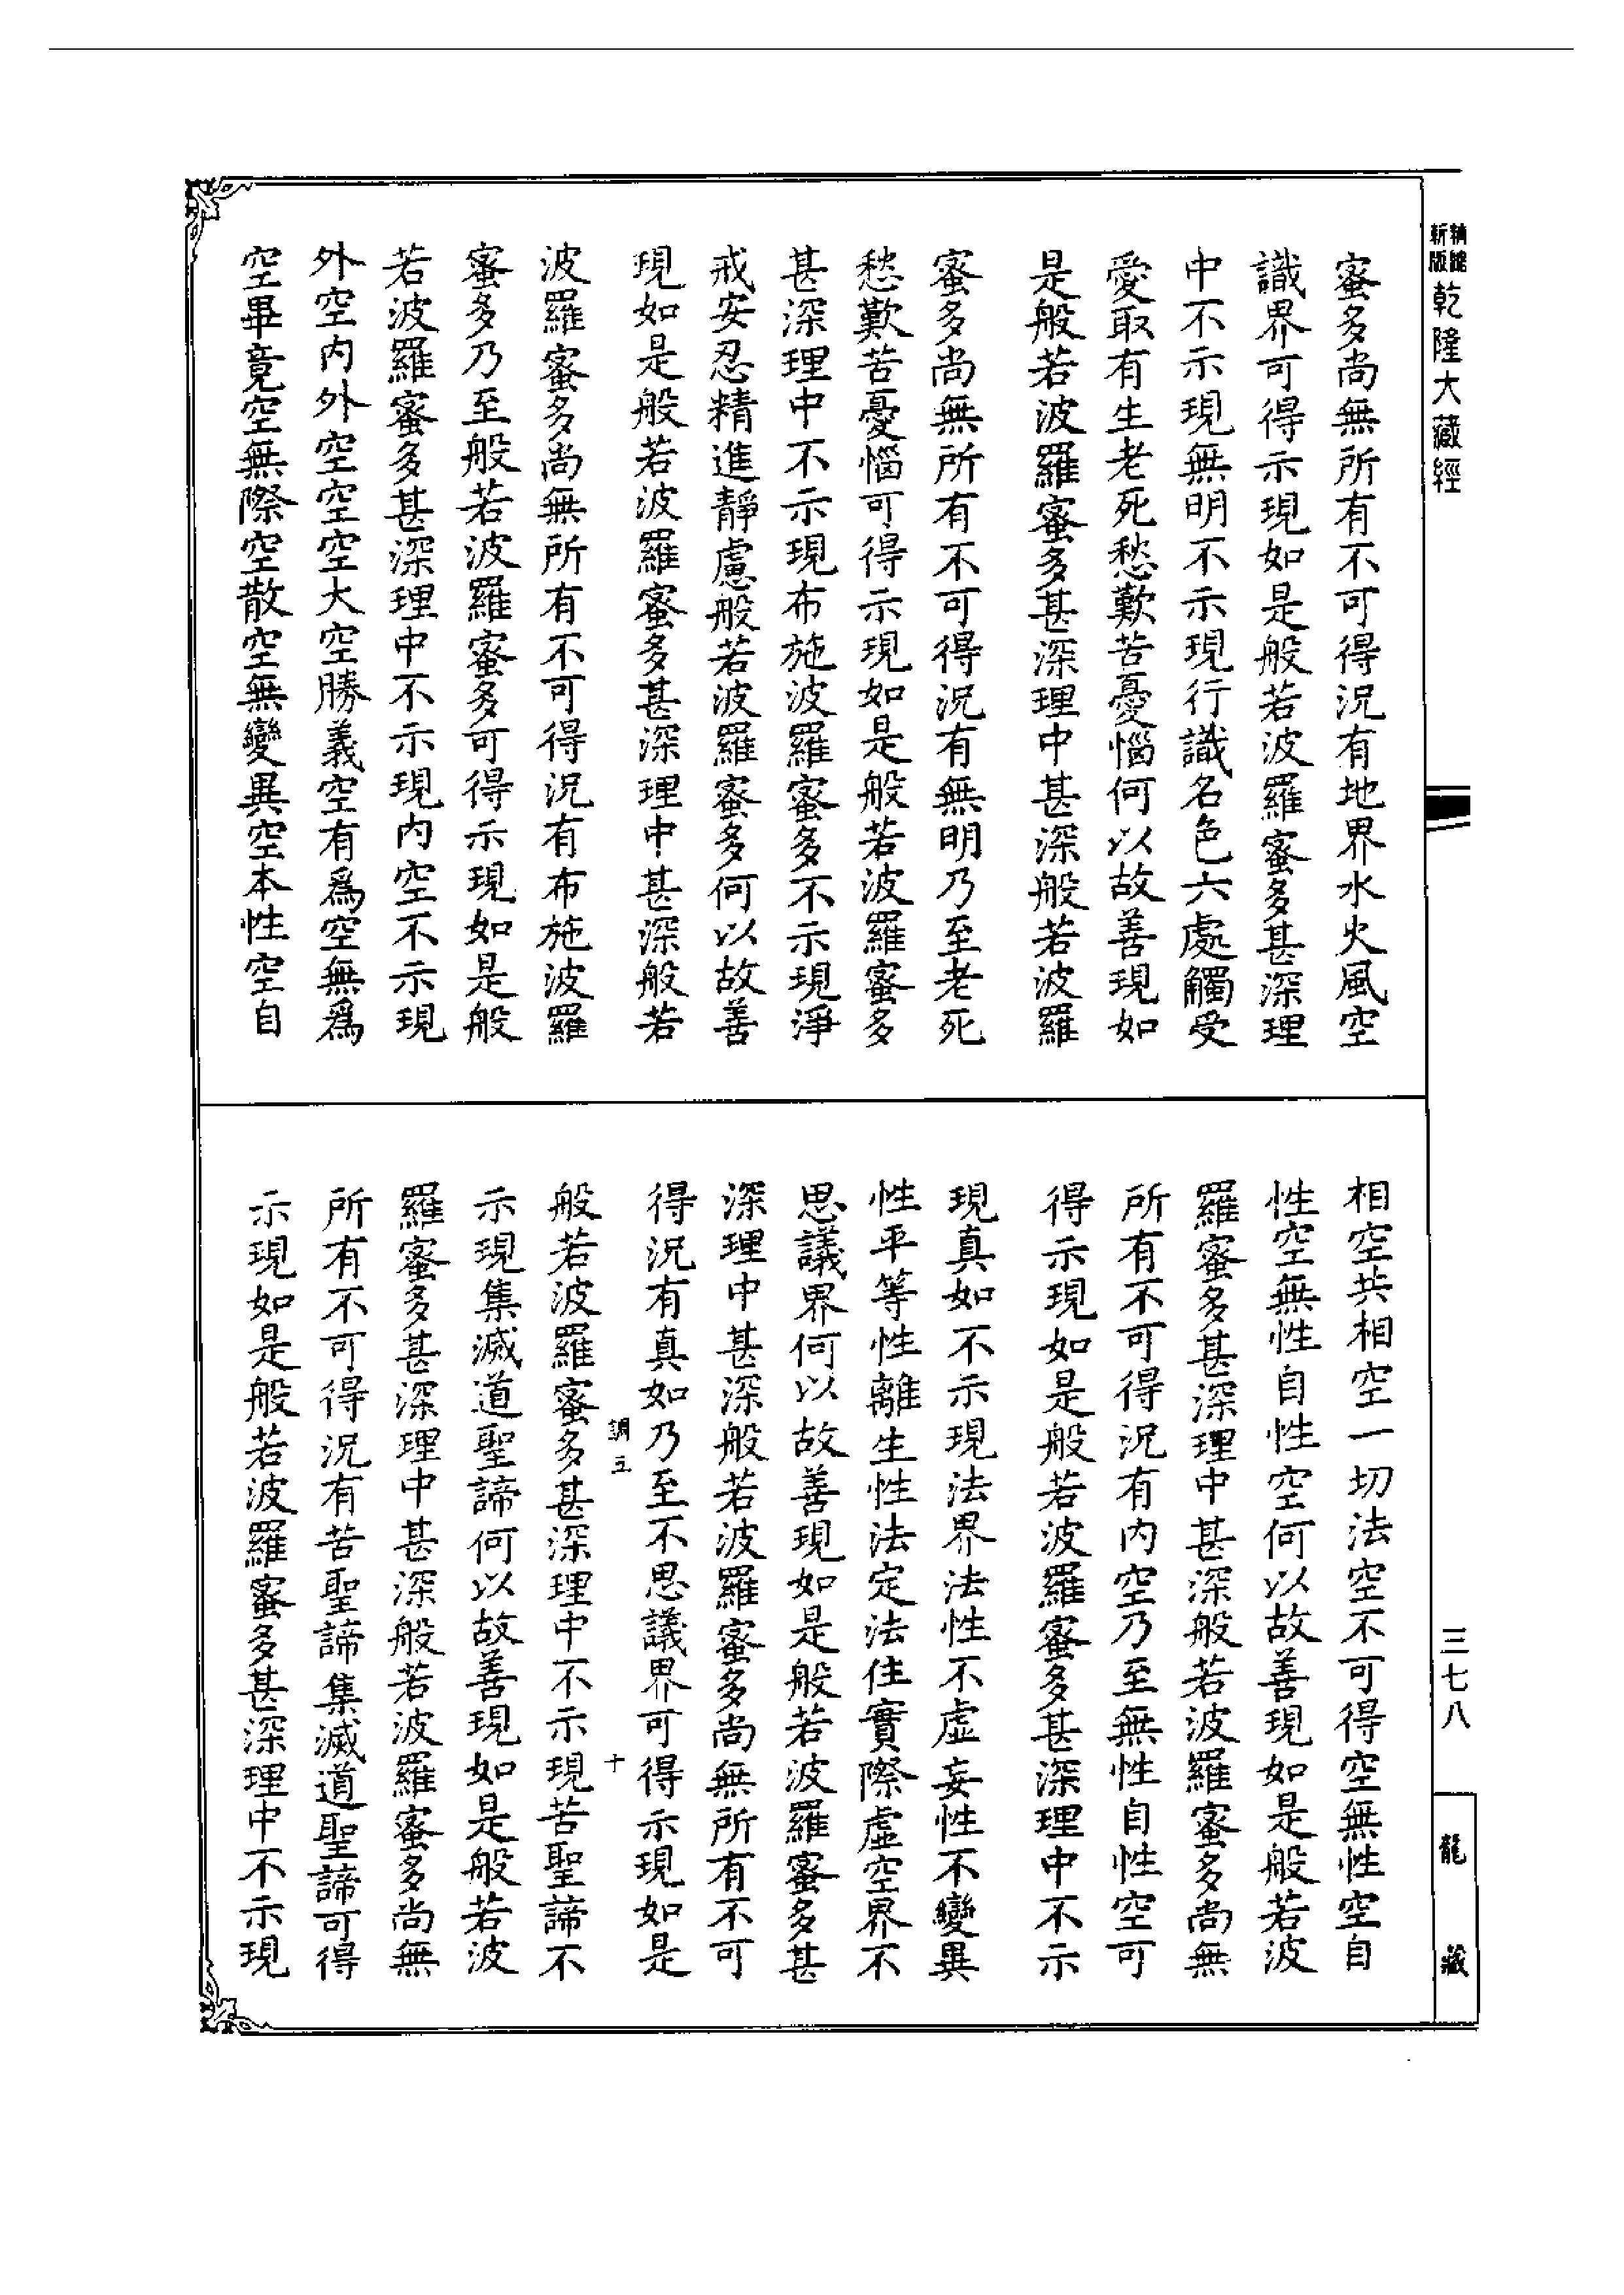 乾隆大藏經
蜜多尚無所有不可得況有地界水火風空
識界可得示現如是般若波羅蜜多甚深理
中不示現無明不示現行識名色六處觸受
愛取有生老死愁歎苦憂惱何以故善現如
是般若波羅蜜多甚深理中甚深般若波羅
蜜多尚無所有不可得況有無明乃至老死
愁歎苦憂惱可得示現如是般若波羅蜜多
甚深理中不示現布施波羅蜜多不示現淨
戒安忍精進靜慮般若波羅蜜多何以故善
現如是般若波羅蜜多甚深理中甚深般若
波羅蜜多尚無所有不可得況有布施波羅
蜜多乃至般若波羅蜜多可得示現如是般
若波羅蜜多甚深理中不示現內空不示現
外空內外空空空大空勝義空有為空無為
空畢竟空無際空散空無變異空本性空自
相空共相空一切法空不可得空無性空自
性空無性自性空何以故善現如是般若波
羅蜜多甚深理中甚深般若波羅蜜多尚無
所有不可得況有內空乃至無性自性空可
得示現如是般若波羅蜜多甚深理中不示
現真如不示現法界法性不虛妄性不變異
性平等性離生性法定法住實際虛空界不
思議界何以故善現如是般若波羅蜜多甚
深理中甚深般若波羅蜜多尚無所有不可
得況有真如乃至不思議界可得示現如是
調五
十
般若波羅蜜多甚深理中不示現苦聖諦不
示現集滅道聖諦何以故善現如是般若波
羅蜜多甚深理中甚深般若波羅蜜多尚無
所有不可得況有苦聖諦集滅道聖諦可得
示現如是般若波羅蜜多甚深理中不示現
三七八
龍藏